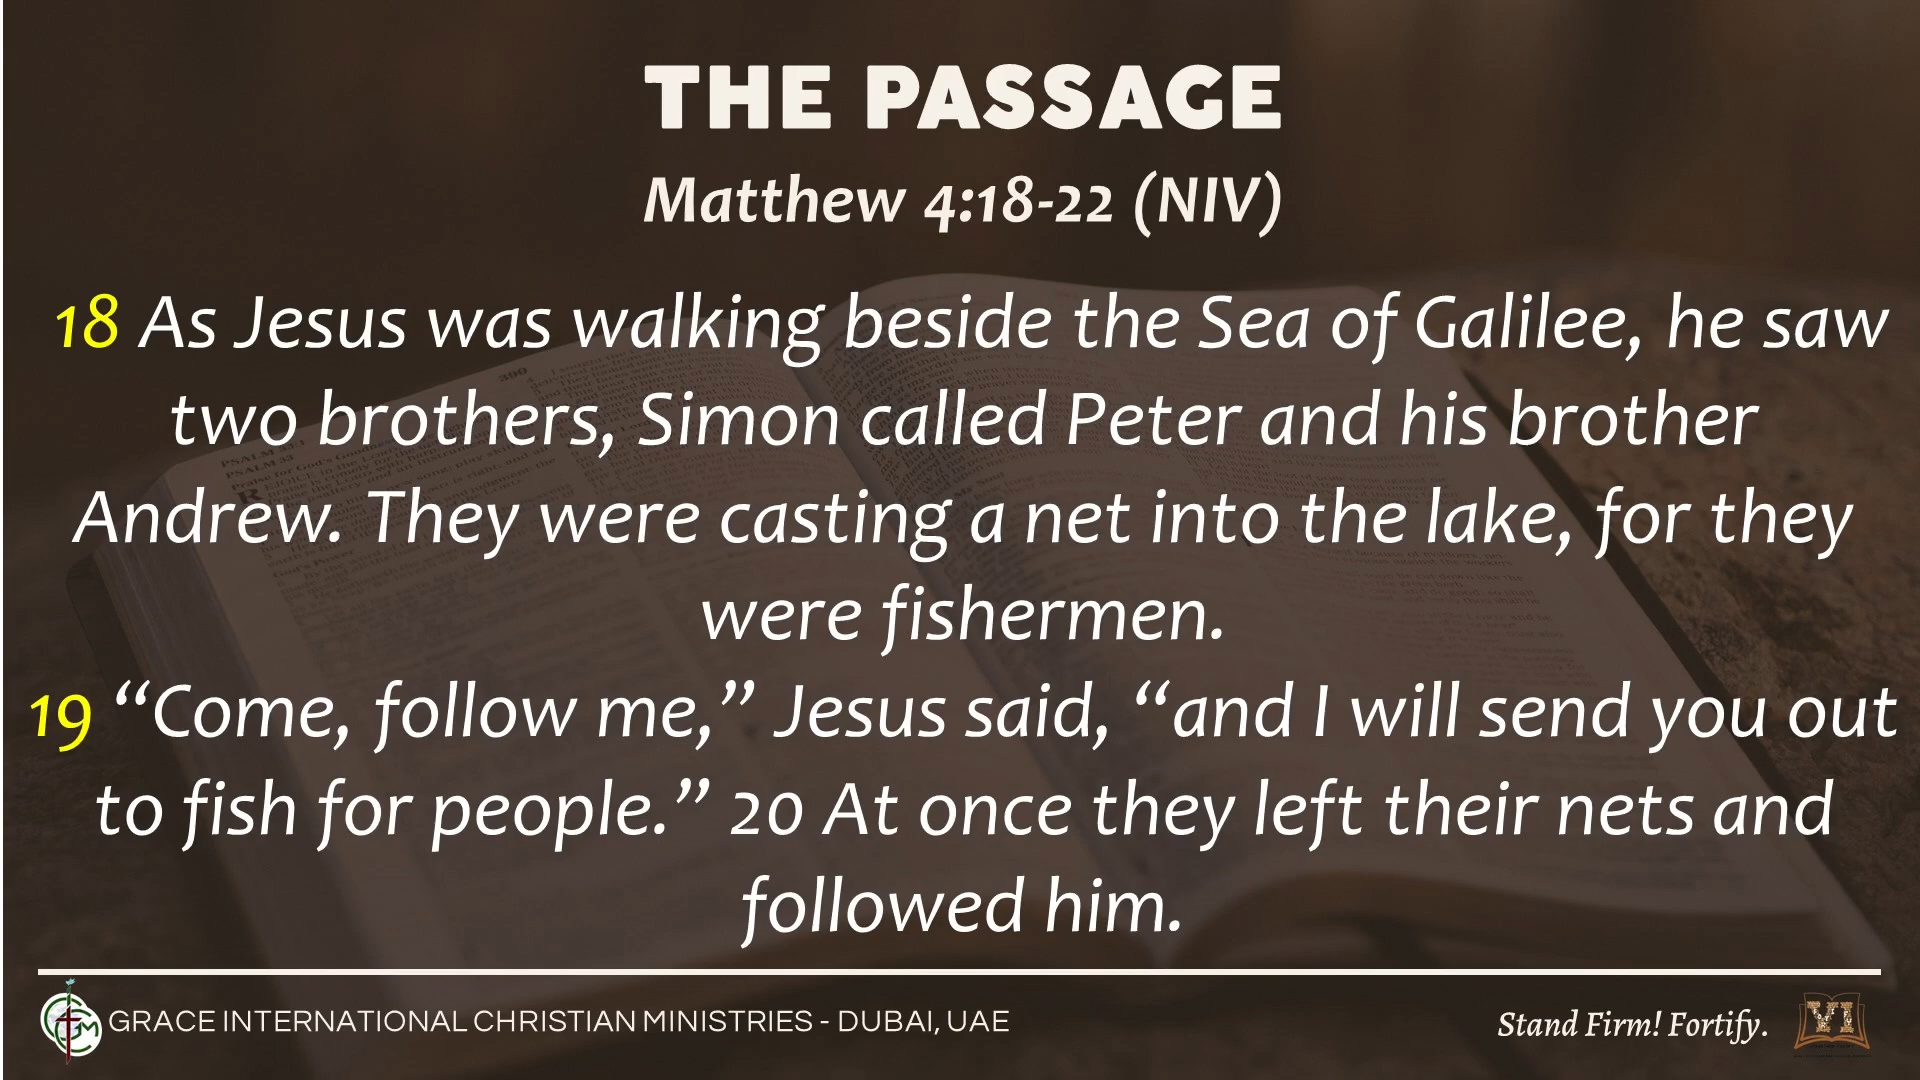 THE PASSAGE
Matthew 4:18-22 (NIV)
18 As Jesus was walking beside the Sea of Galilee, he saw
two brothers, Simon called Peter and his brother
Andrew. They were casting a net into the lake, for they
were fishermen.
19 “Come, follow me,” Jesus said, “and I will send you out
to fish for people.” 20 At once they left their nets and
followed him.
GRACE INTERNATIONAL CHRISTIAN MINISTRIES - DUBAI, UAE
Stand Firm! Fortify.
VI